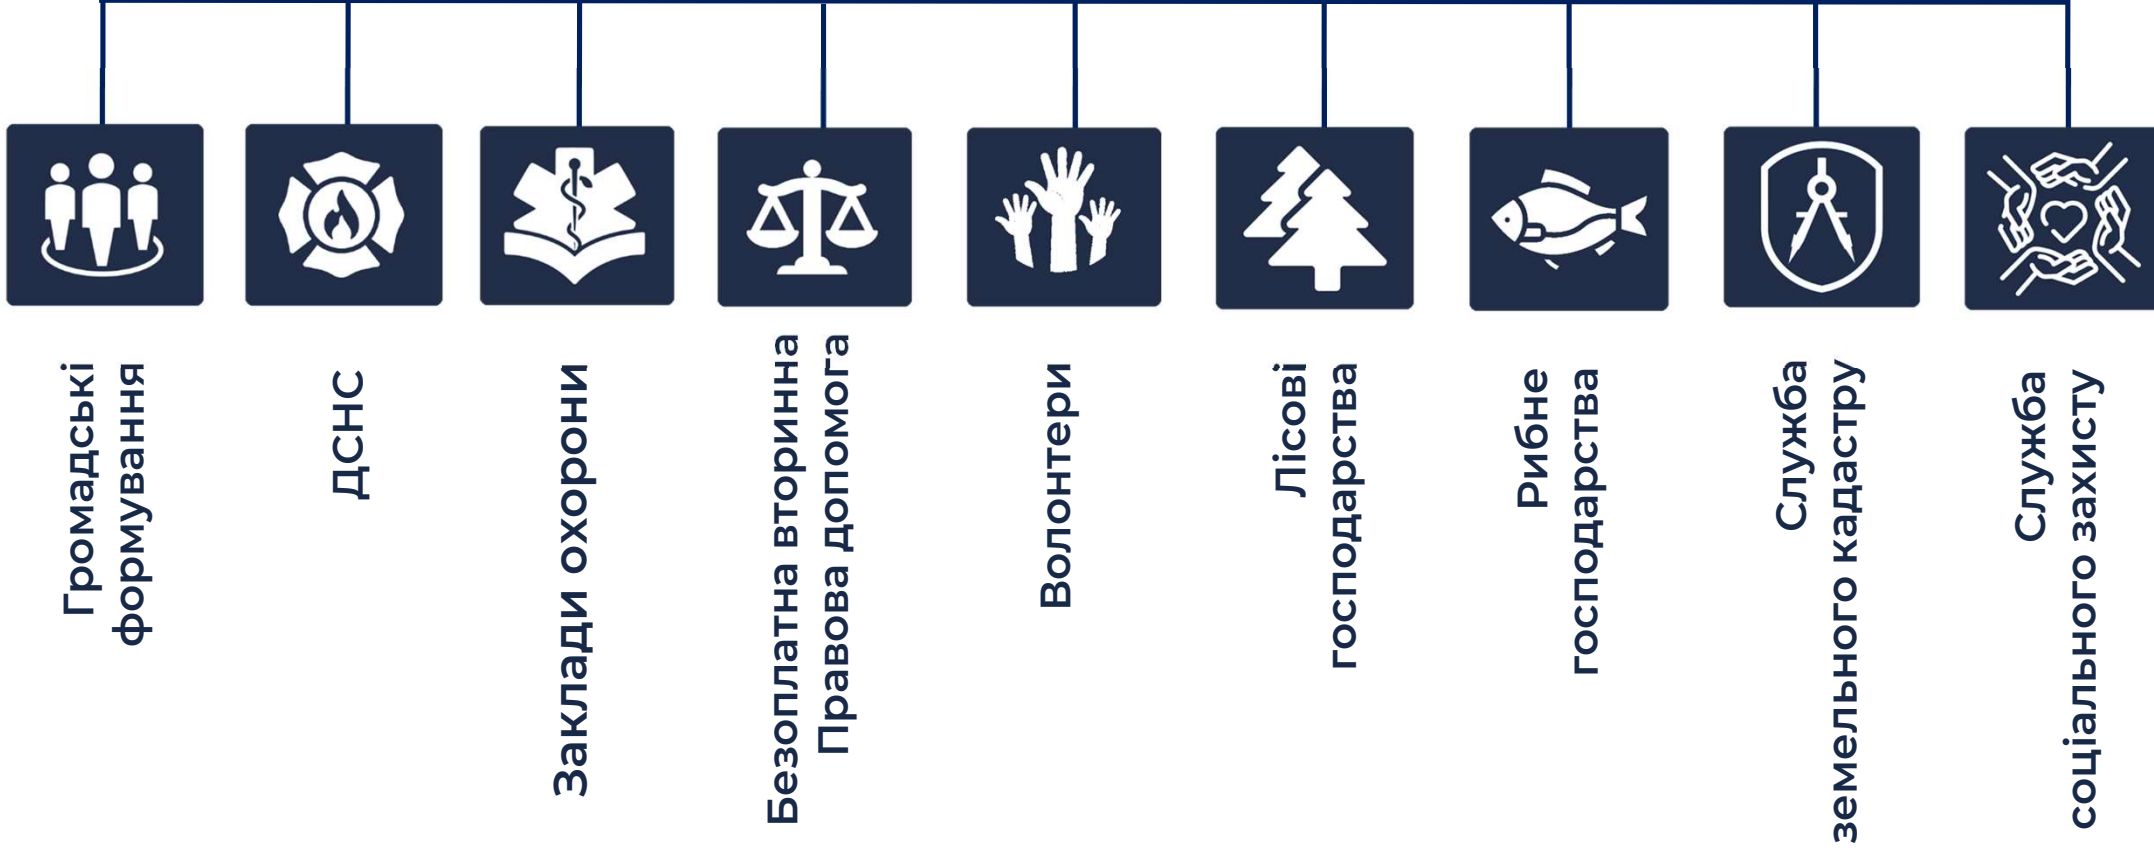 Громадські
формування
ДСНС
Заклади охорони
Безоплатна вторинна
Правова допомога
Волонтери
Лісові
господарства
Рибне
господарства
Служба
земельного кадастру
Служба
соціального захисту